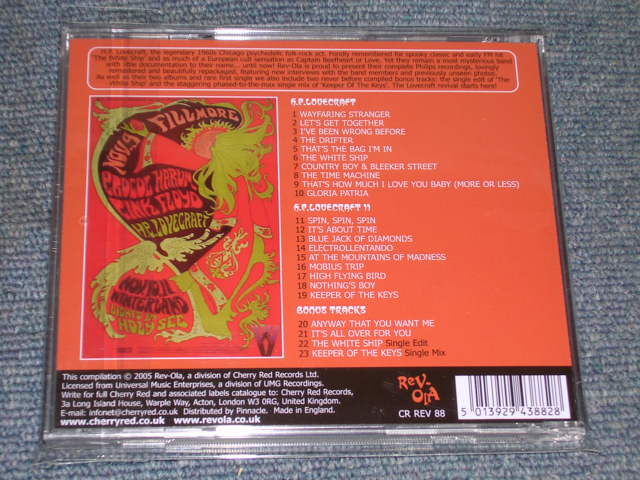 H.P. Lovecraft, the legendary 1960s Chicago psychedelic folk-rock act. Fondly remembered for spooky classic and early FM hit
'The White Ship' and as much of a European cult sensation as Captain Beefheart or Love. Yet they remain a most mysterious band
with little documentation to their name... until now! Rev-Ola is proud to present their complete Philips recordings, lovingly
remastered and beautifully repackaged, featuring new interviews with the band members and previously unseen photos.
As well as their two albums and rare first single we also include two never before compiled bonus tracks: the single edit of 'The
White Ship' and the staggering phased-to-the-max single mix of 'Keeper Of The Keys'. The Lovecraft revival starts here!
NOV. 9
FILLMORE
PROCOL HARUM
PINK FLOYD
HP LOVECRAFT
NOV 10 11
WINTERLAND
LIGHTS BY
HOLY SEE
H.P.LOVECRAFT
1 WAYFARING STRANGER
2 LET'S GET TOGETHER
3 I'VE BEEN WRONG BEFORE
4 THE DRIFTER
5 THAT'S THE BAG I'M IN
6 THE WHITE SHIP
7 COUNTRY BOY & BLEEKER STREET
8 THE TIME MACHINE
9 THAT'S HOW MUCH I LOVE YOU BABY (MORE OR LESS)
10 GLORIA PATRIA
H.P.LOVECRAFT 11
11 SPIN, SPIN, SPIN
12 IT'S ABOUT TIME
13 BLUE JACK OF DIAMONDS
14 ELECTROLLENTANDO
15 AT THE MOUNTAINS OF MADNESS
16 MOBIUS TRIP
17 HIGH FLYING BIRD
18 NOTHING'S BOY
19 KEEPER OF THE KEYS
BONUS TRACKS
20 ANYWAY THAT YOU WANT ME
21 IT'S ALL OVER FOR YOU
22 THE WHITE SHIP Single Edit
23 KEEPER OF THE KEYS Single Mix
This compilation © 2005 Rev-Ola, a division of Cherry Red Records Ltd.
Licensed from Universal Music Enterprises, a division of UMG Recordings.
Write for full Cherry Red and associated labels catalogue to: Cherry Red Records,
3a Long Island House, Warple Way, Acton, London W3 0RG, United Kingdom.
E-mail: infonet@cherryred.co.uk Distributed by Pinnacle. Made in England.
www.cherryred.co.uk www.revola.co.uk
REV-OLA
CR REV 88
5 013929 438828